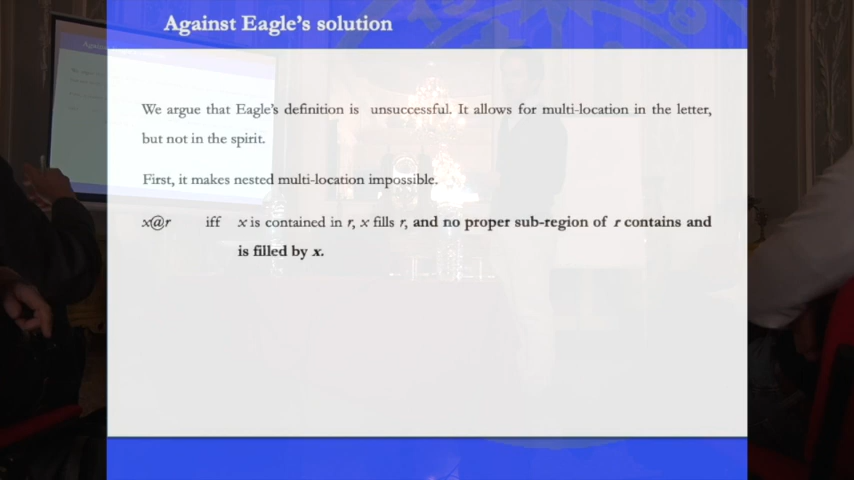 Against Eagle's solution
We argue that Eagle's definition is unsuccessful. It allows for multi-location in the letter,
but not in the spirit.
First, it makes nested multi-location impossible.
x@r iff x is contained in r, x fills r, and no proper sub-region of r contains and
is filled by x.